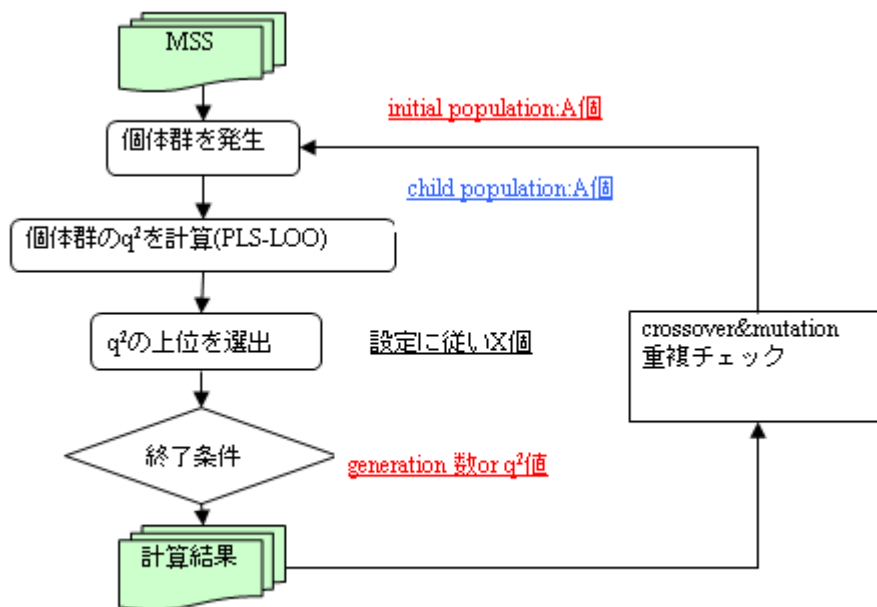 MSS
initial population:A個
個体群を発生
child population:A個
個体群のq²を計算(PLS-LOO)
q²の上位を選出
設定に従いX個
crossover&mutation
重複チェック
終了条件
generation 数or q²値
計算結果